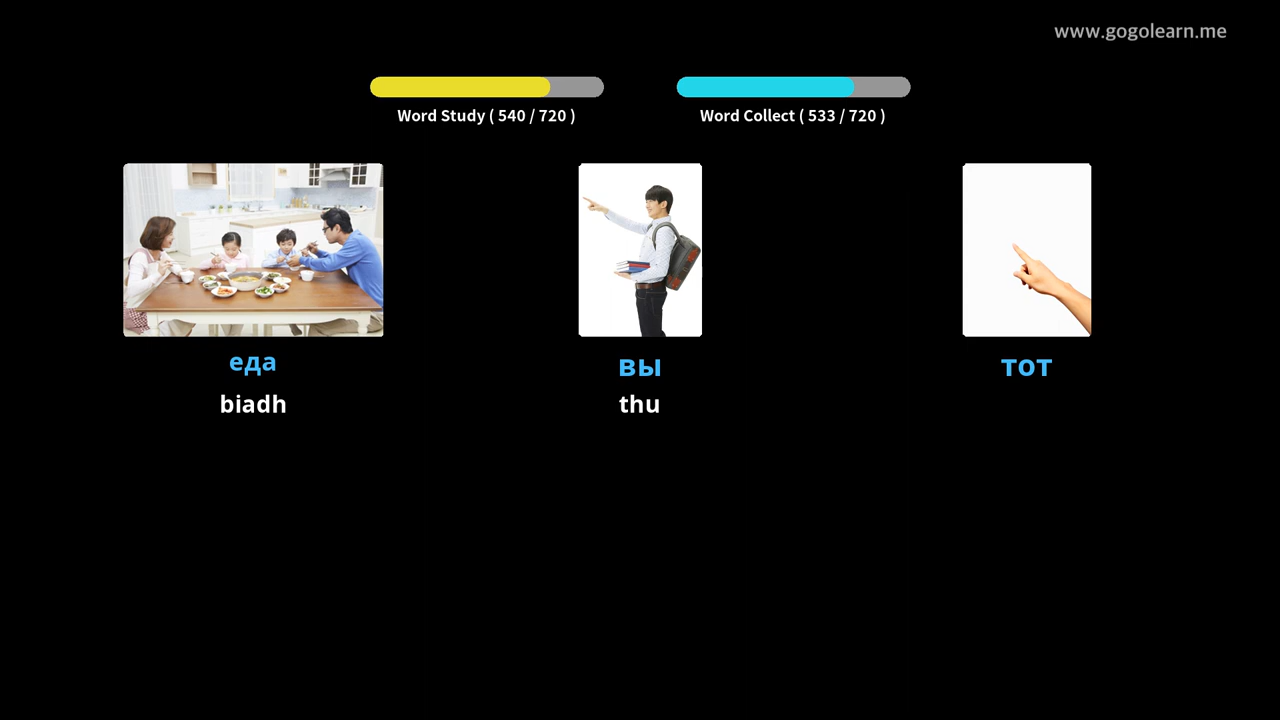 www.gogolearn.me
Word Study ( 540 / 720 )
Word Collect ( 533 / 720 )
еда
вы
тот
biadh
thu